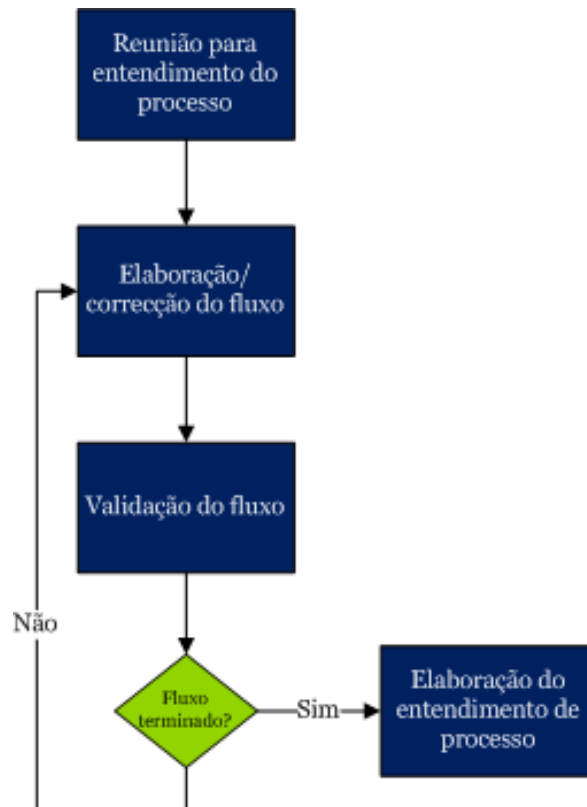 Reunião para
entendimento do
processo
Elaboração/
correcção do fluxo
Validação do fluxo
Não
Fluxo
terminado?
Sim
Elaboração do
entendimento de
processo